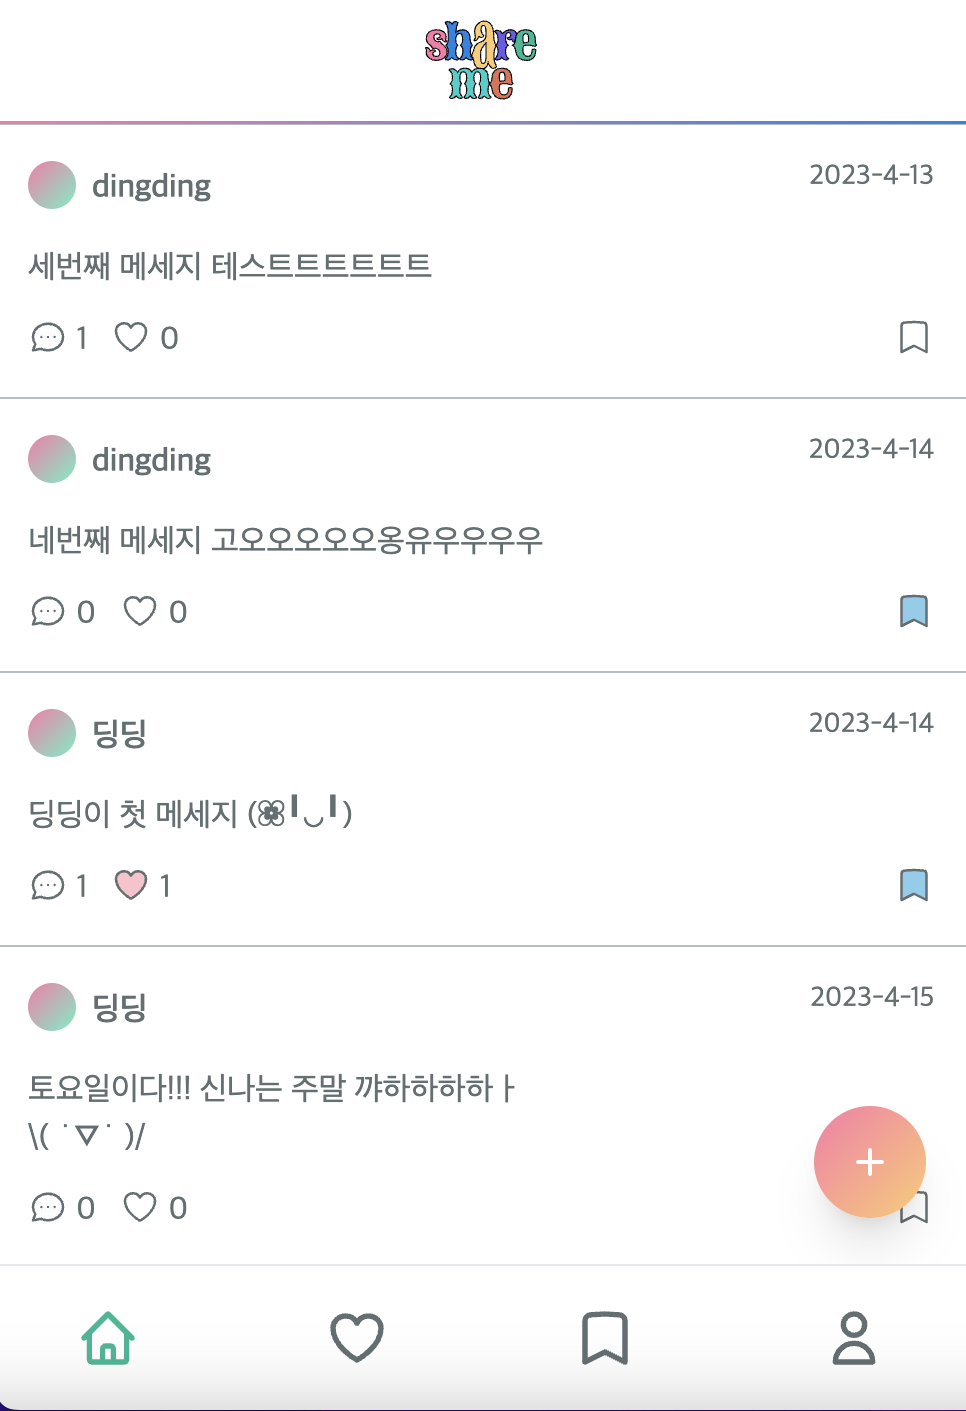 share
me
dingding
2023-4-13
세번째 메세지 테스트트트트트트
1 0
dingding
2023-4-14
네번째 메세지 고오오오오오옹유우우우우
0 0
딩딩
2023-4-14
딩딩이 첫 메세지 (ꕤ╹◡╹)
1 1
딩딩
2023-4-15
토요일이다!!! 신나는 주말 꺄하하하하ㅏ
\( ˙▽˙ )/
0 0